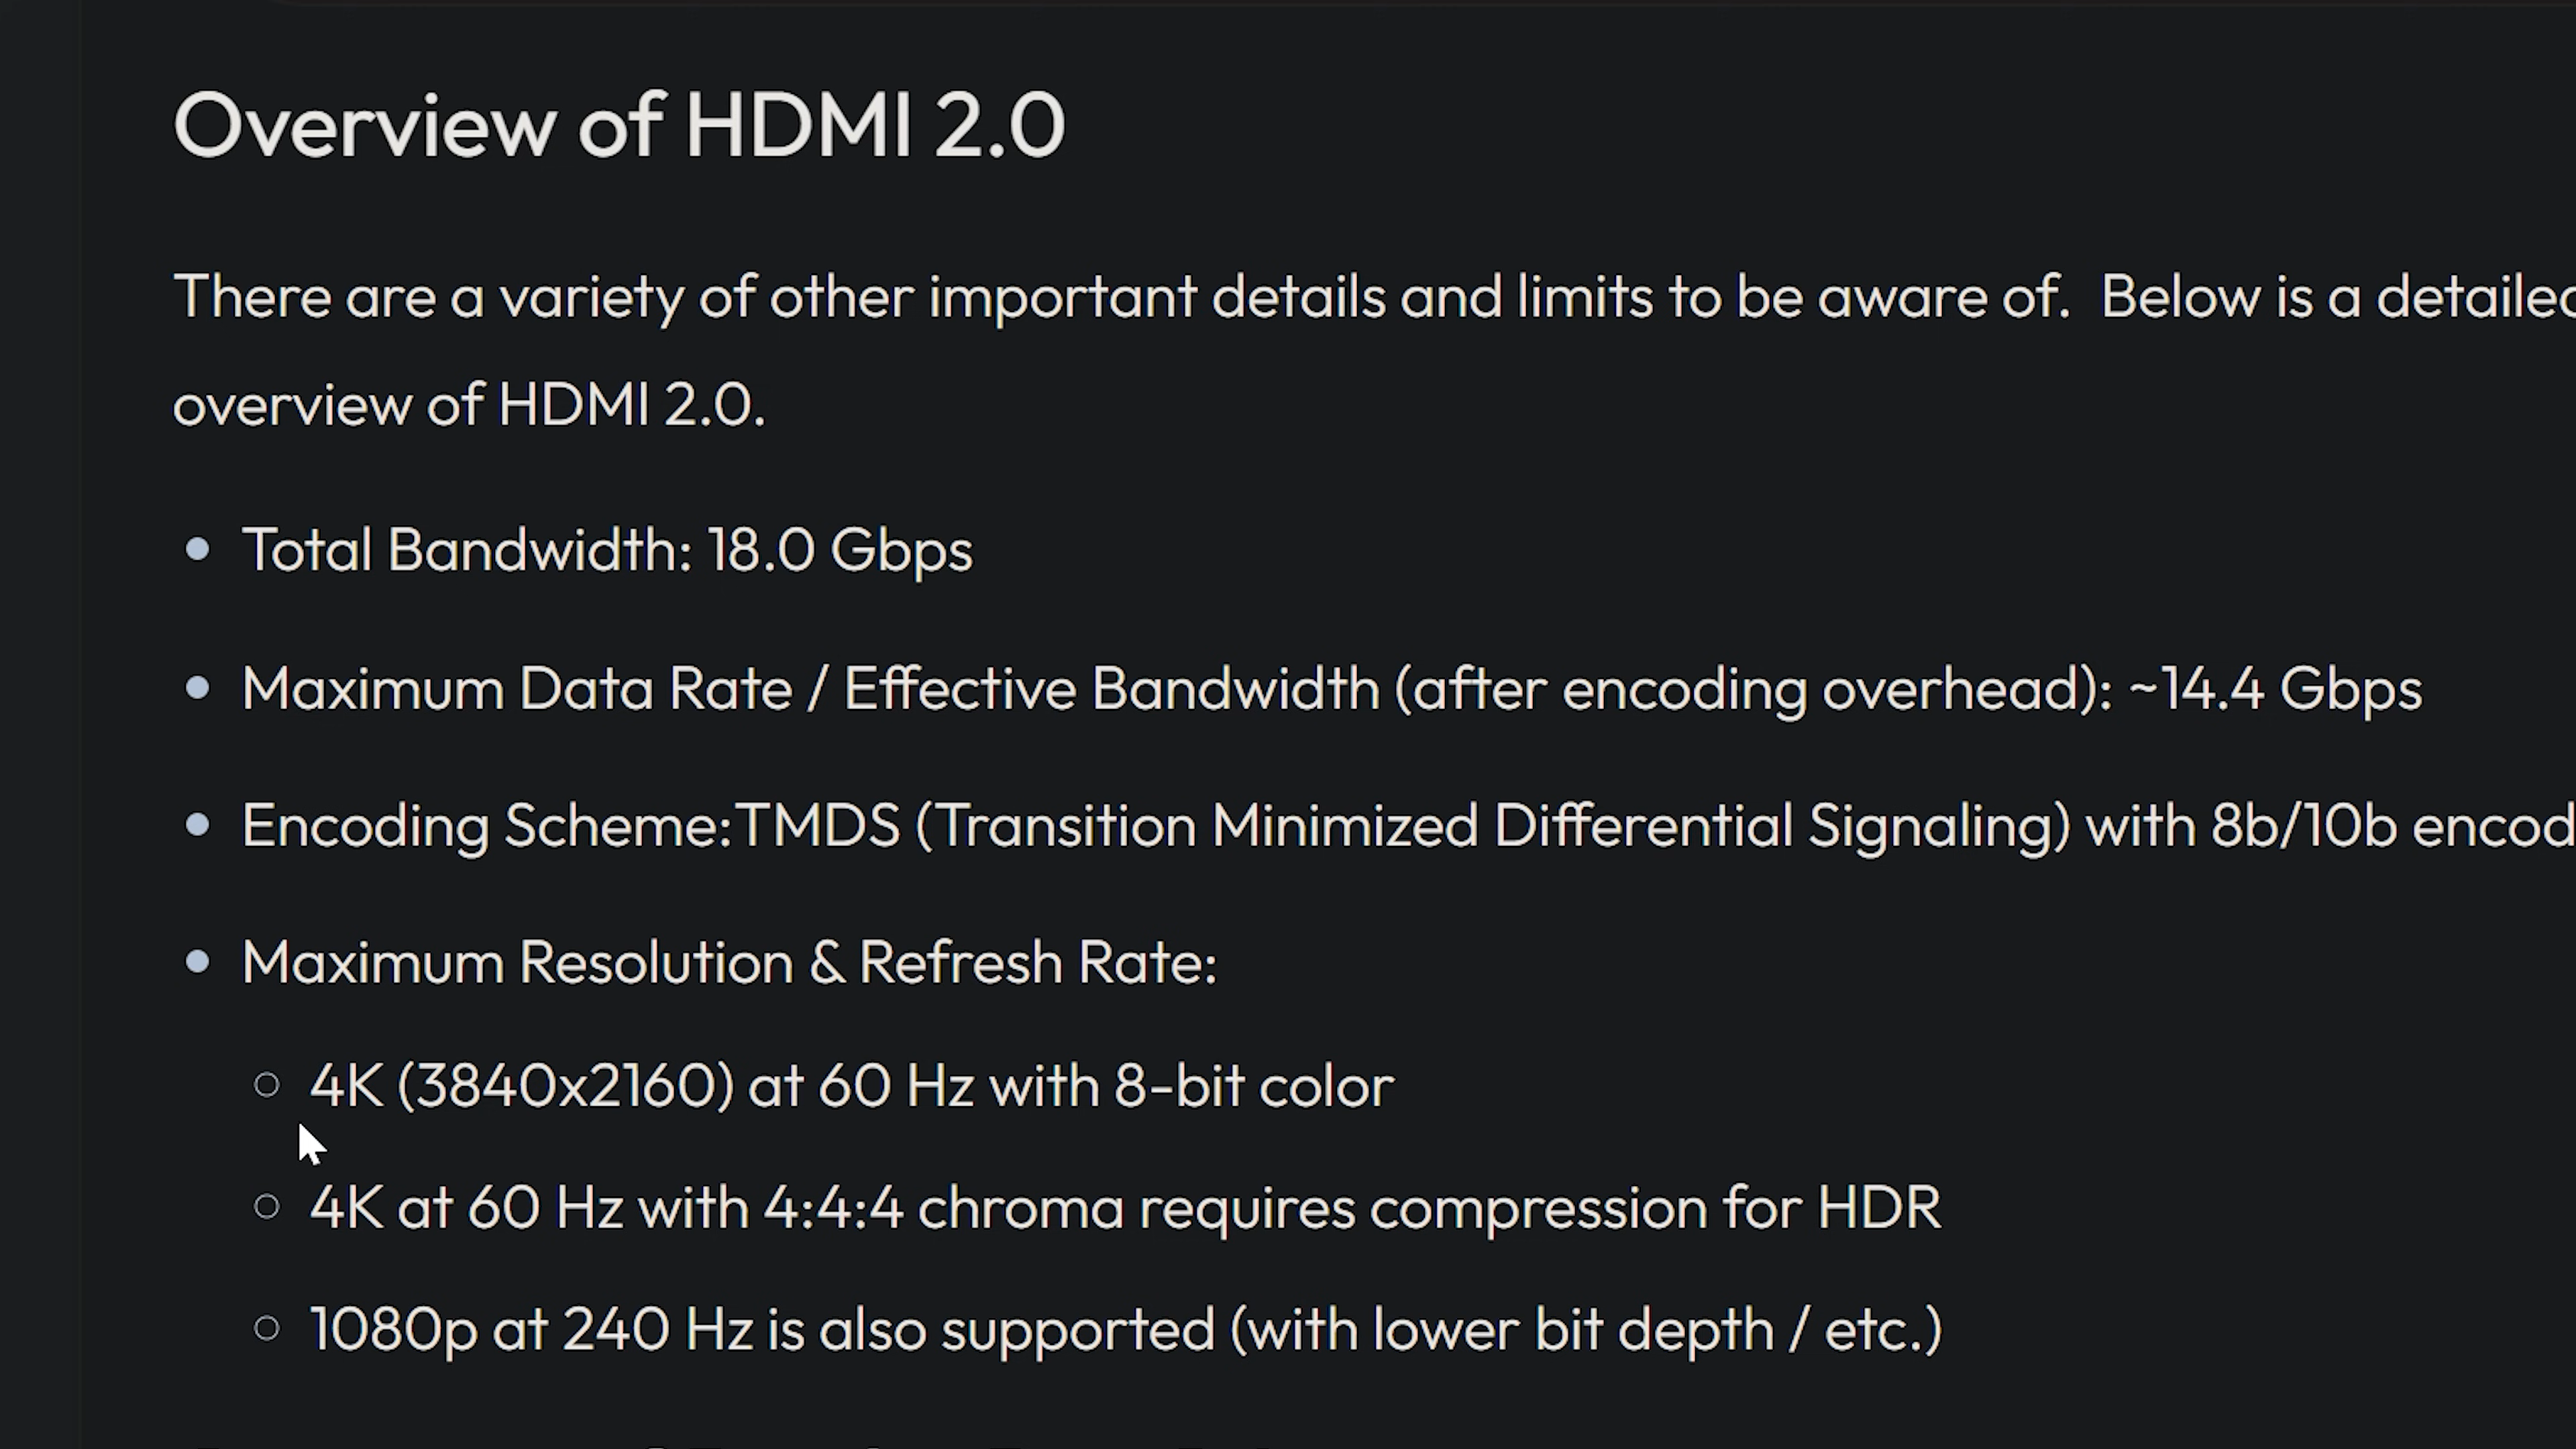 Overview of HDMI 2.0
There are a variety of other important details and limits to be aware of. Below is a detailed
overview of HDMI 2.0.
Total Bandwidth: 18.0 Gbps
Maximum Data Rate / Effective Bandwidth (after encoding overhead): ~14.4 Gbps
Encoding Scheme:TMDS (Transition Minimized Differential Signaling) with 8b/10b encod
Maximum Resolution & Refresh Rate:
4K (3840x2160) at 60 Hz with 8-bit color
4K at 60 Hz with 4:4:4 chroma requires compression for HDR
1080p at 240 Hz is also supported (with lower bit depth / etc.)